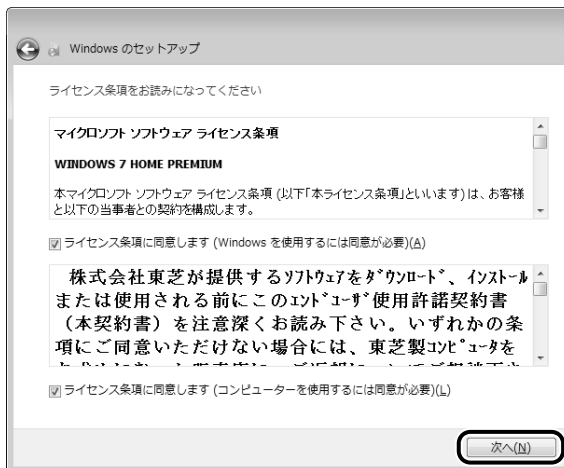 Windows のセットアップ
ライセンス条項をお読みになってください
マイクロソフト ソフトウェア ライセンス条項
WINDOWS 7 HOME PREMIUM
本マイクロソフト ソフトウェア ライセンス条項 (以下「本ライセンス条項」といいます) は、お客様
と以下の当事者との契約を構成します。
ライセンス条項に同意します (Windows を使用するには同意が必要)(A)
株式会社東芝が提供するソフトウェアをダウンロード、インストール
または使用される前にこのエンドユーザ使用許諾契約書
（本契約書）を注意深くお読み下さい。いずれかの条
項にご同意いただけない場合には、東芝製コンピュータを
ライセンス条項に同意します (コンピューターを使用するには同意が必要)(L)
次へ(N)